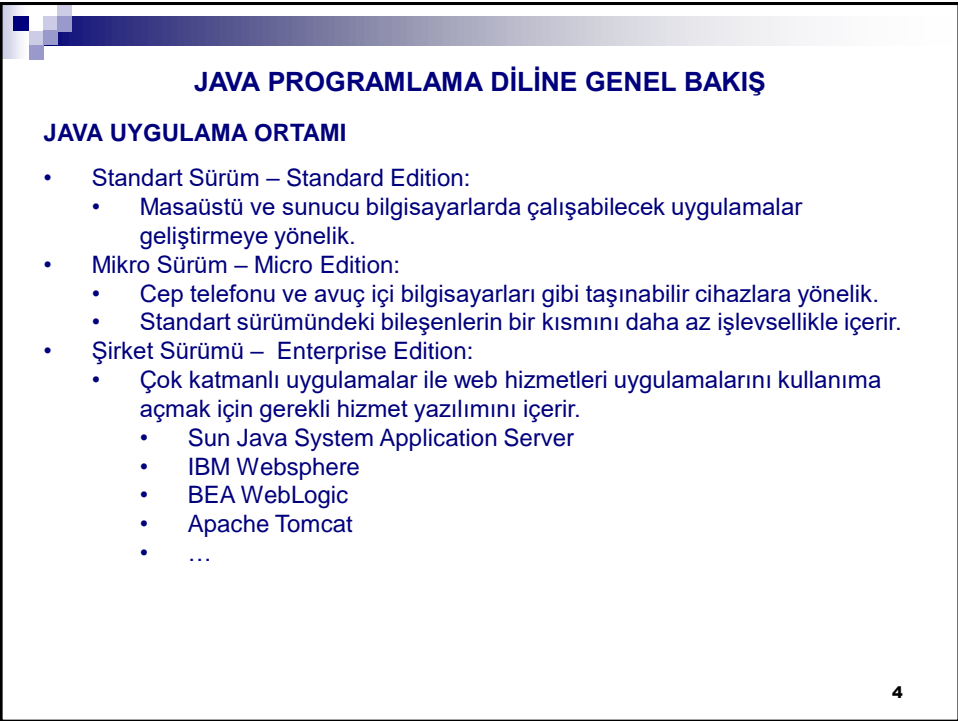 JAVA PROGRAMLAMA DİLİNE GENEL BAKIŞ
JAVA UYGULAMA ORTAMI
• Standart Sürüm – Standard Edition:
• Masaüstü ve sunucu bilgisayarlarda çalışabilecek uygulamalar
geliştirmeye yönelik.
• Mikro Sürüm – Micro Edition:
• Cep telefonu ve avuç içi bilgisayarları gibi taşınabilir cihazlara yönelik.
• Standart sürümündeki bileşenlerin bir kısmını daha az işlevsellikle içerir.
• Şirket Sürümü – Enterprise Edition:
• Çok katmanlı uygulamalar ile web hizmetleri uygulamalarını kullanıma
açmak için gerekli hizmet yazılımını içerir.
• Sun Java System Application Server
• IBM Websphere
• BEA WebLogic
• Apache Tomcat
• …
4